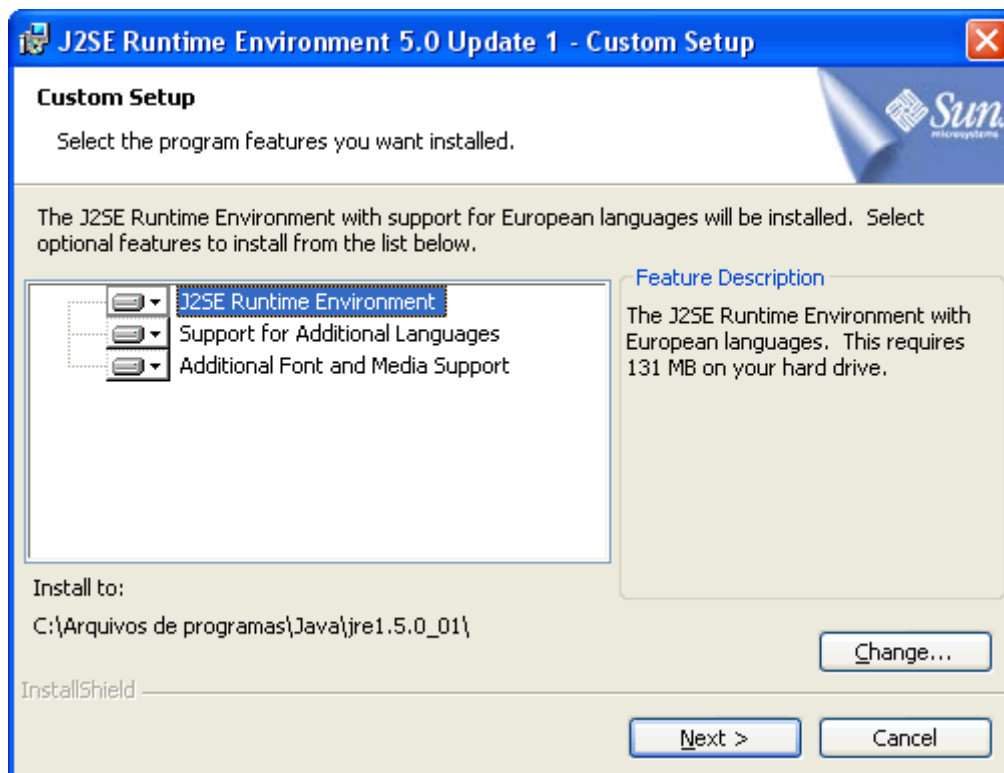 J2SE Runtime Environment 5.0 Update 1 - Custom Setup
Custom Setup
Select the program features you want installed.
Sun
microsystems
The J2SE Runtime Environment with support for European languages will be installed. Select
optional features to install from the list below.
J2SE Runtime Environment
Support for Additional Languages
Additional Font and Media Support
Feature Description
The J2SE Runtime Environment with
European languages. This requires
131 MB on your hard drive.
Install to:
C:\Arquivos de programas\Java\jre1.5.0_01\
Change...
InstallShield
Next >
Cancel